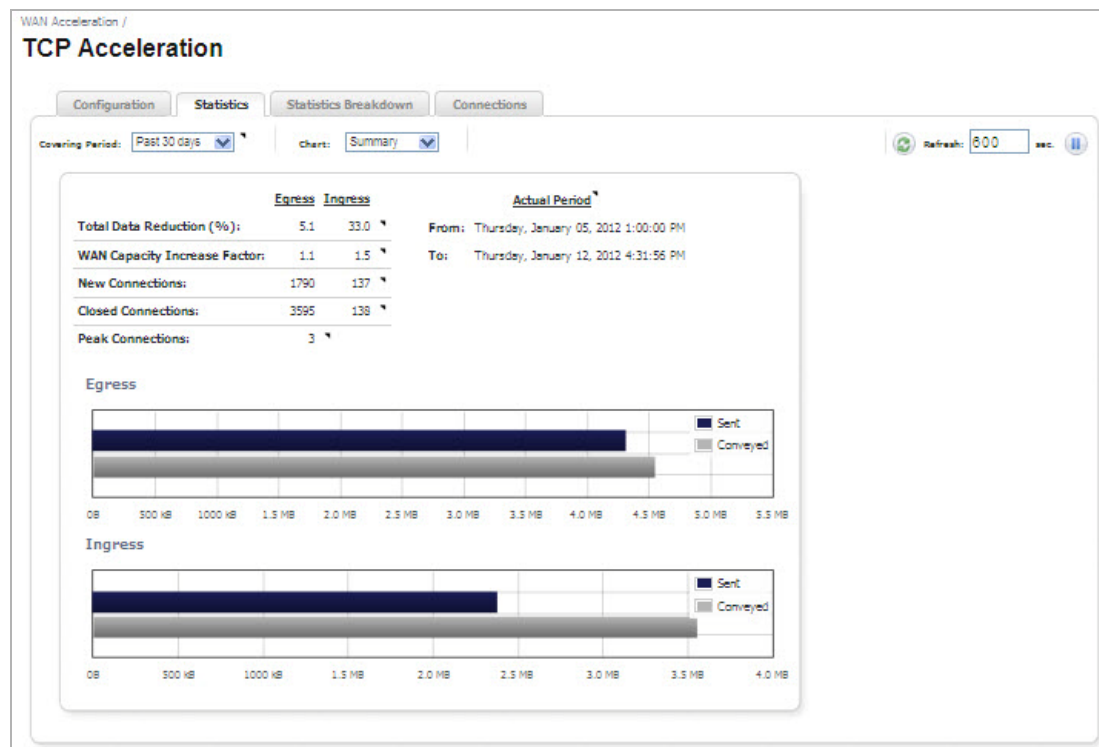 WAN Acceleration /
TCP Acceleration
Configuration Statistics Statistics Breakdown Connections
Covering Period: Past 30 days Chart: Summary Refresh: 600 sec.
Egress Ingress Actual Period
Total Data Reduction (%): 5.1 33.0 From: Thursday, January 05, 2012 1:00:00 PM
WAN Capacity Increase Factor: 1.1 1.5 To: Thursday, January 12, 2012 4:31:56 PM
New Connections: 1790 137
Closed Connections: 3595 138
Peak Connections: 3
Egress
Sent
Conveyed
0B 500 kB 1000 kB 1.5 MB 2.0 MB 2.5 MB 3.0 MB 3.5 MB 4.0 MB 4.5 MB 5.0 MB 5.5 MB
Ingress
Sent
Conveyed
0B 500 kB 1000 kB 1.5 MB 2.0 MB 2.5 MB 3.0 MB 3.5 MB 4.0 MB